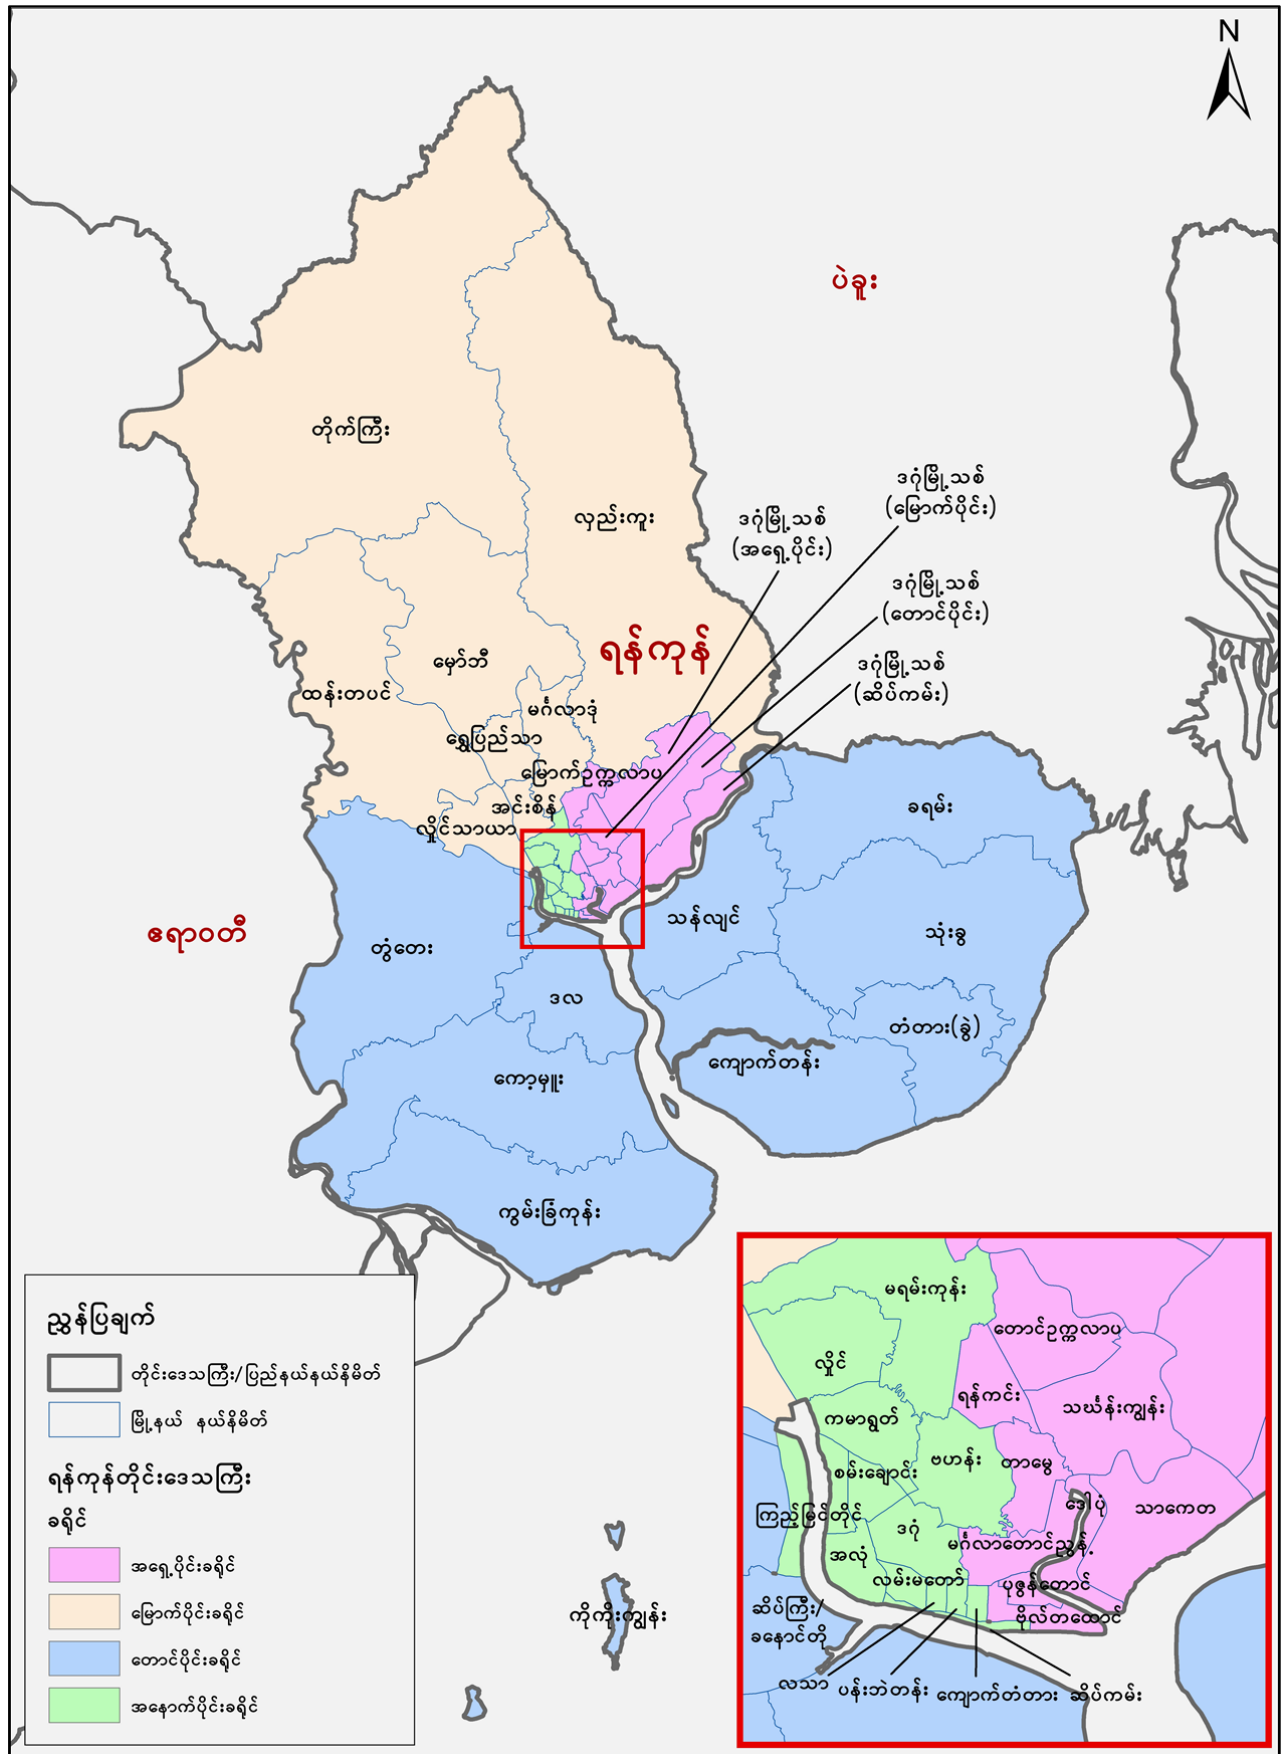 N
ပဲခူး
တိုက်ကြီး
ဒဂုံမြို့သစ်
(မြောက်ပိုင်း)
လှည်းကူး
ဒဂုံမြို့သစ်
(အရှေ့ပိုင်း)
ဒဂုံမြို့သစ်
(တောင်ပိုင်း)
ရန်ကုန်
မှော်ဘီ
ဒဂုံမြို့သစ်
(ဆိပ်ကမ်း)
ထန်းတပင်
မင်္ဂလာဒုံ
ရွှေပြည်သာ
မြောက်ဥက္ကလာပ
အင်းစိန်
ခရမ်း
လှိုင်သာယာ
သန်လျင်
ဧရာဝတီ
သုံးခွ
တွံတေး
ဒလ
တံတား(ခွဲ)
ကျောက်တန်း
ကော့မှူး
ကွမ်းခြံကုန်း
ညွှန်ပြချက်
တိုင်းဒေသကြီး/ပြည်နယ်နယ်နိမိတ်
မြို့နယ် နယ်နိမိတ်
ရန်ကုန်တိုင်းဒေသကြီး
ခရိုင်
အရှေ့ပိုင်းခရိုင်
မြောက်ပိုင်းခရိုင်
တောင်ပိုင်းခရိုင်
အနောက်ပိုင်းခရိုင်
ကိုကိုးကျွန်း
မရမ်းကုန်း
တောင်ဥက္ကလာပ
လှိုင်
ရန်ကင်း
သင်္ဃန်းကျွန်း
ကမာရွတ်
ဗဟန်း
တာမွေ
စမ်းချောင်း
ဒေါပုံ
သာကေတ
ကြည့်မြင်တိုင်
ဒဂုံ
မင်္ဂလာတောင်ညွန့်
အလုံ
လမ်းမတော်
ပုဇွန်တောင်
ဆိပ်ကြီး/
ခနောင်တို
ဗိုလ်တထောင်
လသာ
ပန်းဘဲတန်း
ကျောက်တံတား
ဆိပ်ကမ်း